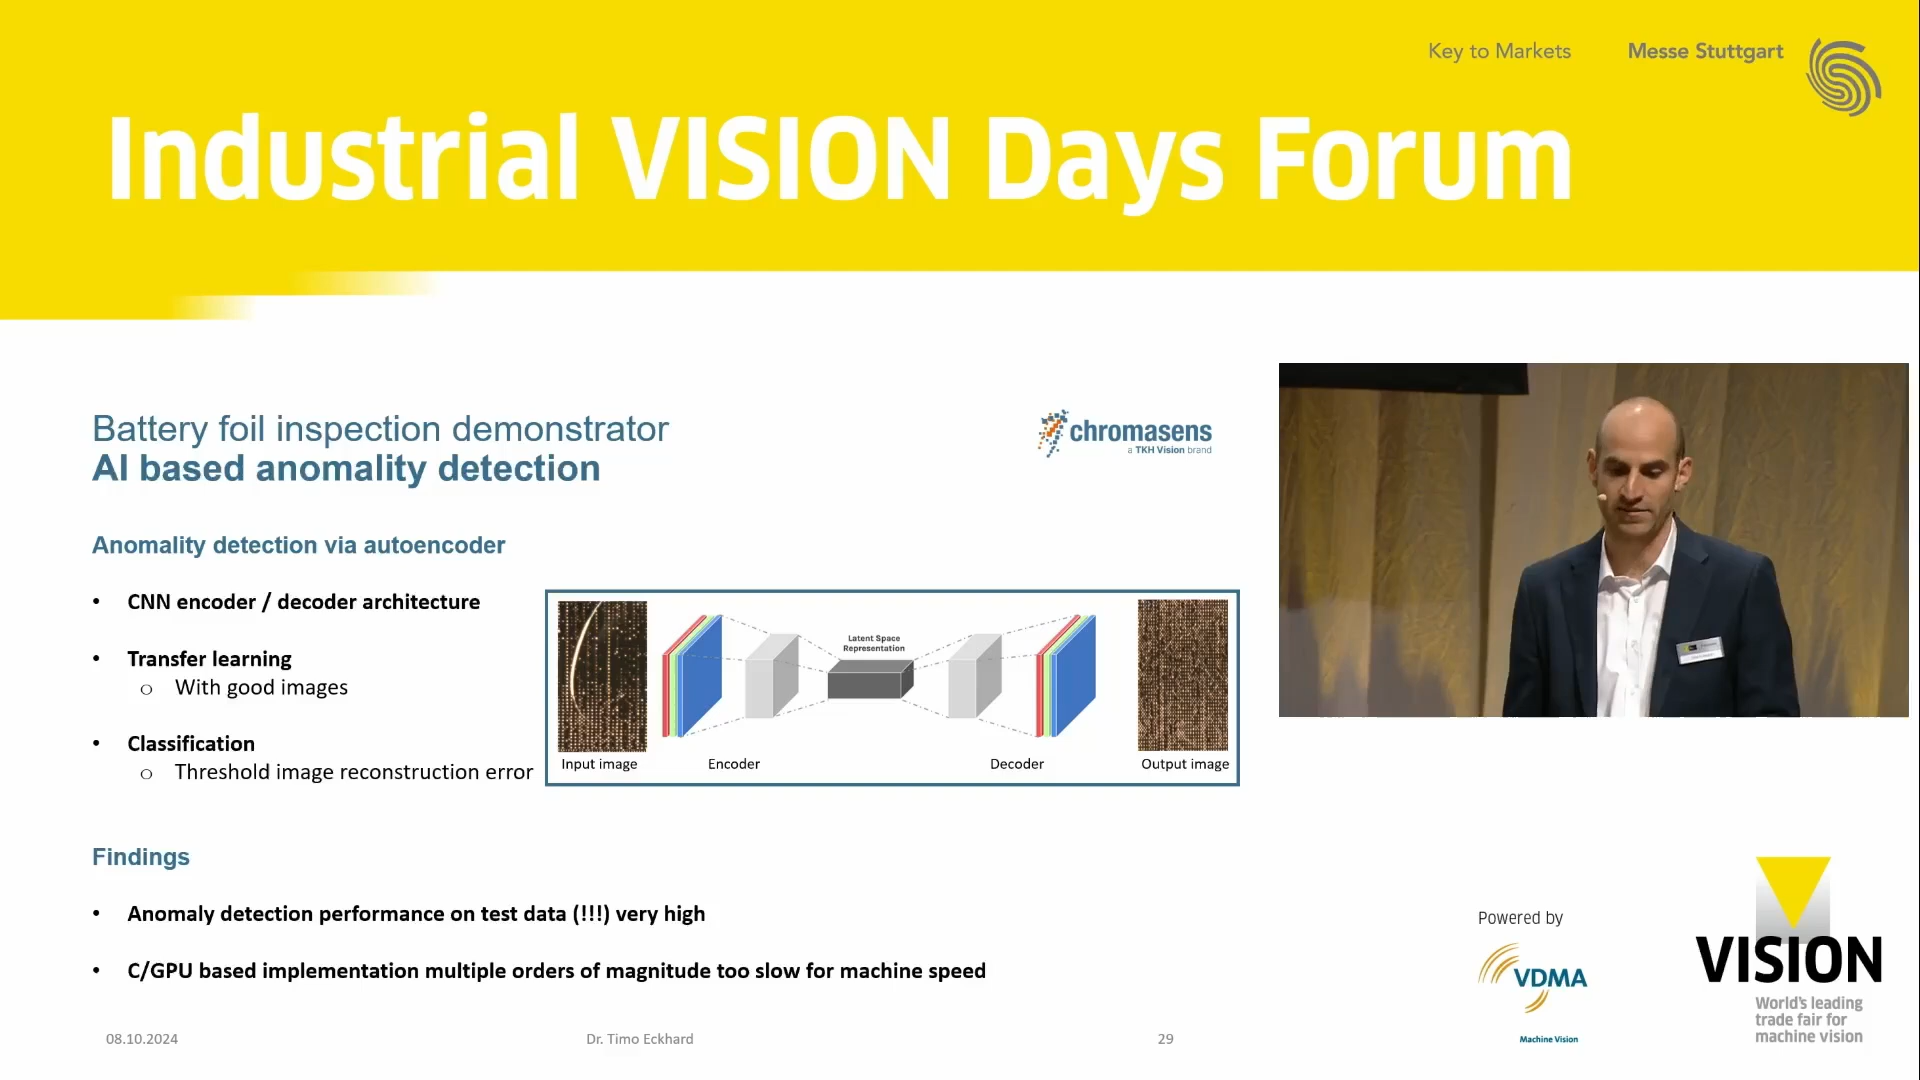 Key to Markets
Messe Stuttgart
Industrial VISION Days Forum
Battery foil inspection demonstrator
AI based anomality detection
chromasens
a TKH Vision brand
Anomality detection via autoencoder
• CNN encoder / decoder architecture
• Transfer learning
o With good images
• Classification
o Threshold image reconstruction error
Latent Space
Representation
Input image
Encoder
Decoder
Output image
Findings
• Anomaly detection performance on test data (!!!) very high
• C/GPU based implementation multiple orders of magnitude too slow for machine speed
08.10.2024
Dr. Timo Eckhard
29
Powered by
VDMA
Machine Vision
VISION
World's leading
trade fair for
machine vision